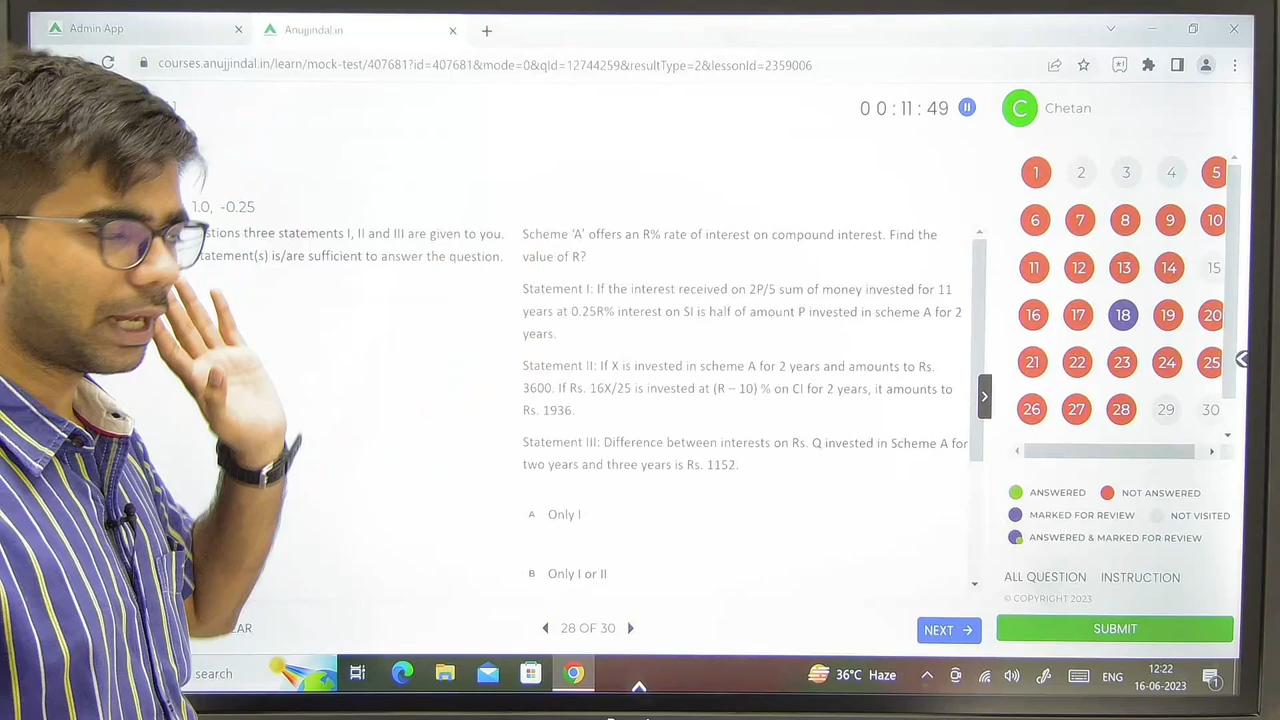 Admin App
Anujjindal.in
courses.anujjindal.in/learn/mock-test/407681?id=407681&mode=0&qId=12744259&resultType=2&lessonId=2359006
00:11:49
C
Chetan
1.0, -0.25
three statements I, II and III are given to you.
is/are sufficient to answer the question.
Scheme ‘A’ offers an R% rate of interest on compound interest. Find the
value of R?
Statement I: If the interest received on 2P/5 sum of money invested for 11
years at 0.25R% interest on SI is half of amount P invested in scheme A for 2
years.
Statement II: If X is invested in scheme A for 2 years and amounts to Rs.
3600. If Rs. 16X/25 is invested at (R – 10) % on CI for 2 years, it amounts to
Rs. 1936.
Statement III: Difference between interests on Rs. Q invested in Scheme A for
two years and three years is Rs. 1152.
A Only I
B Only I or II
1 2 3 4 5
6 7 8 9 10
11 12 13 14 15
16 17 18 19 20
21 22 23 24 25
26 27 28 29 30
ANSWERED NOT ANSWERED
MARKED FOR REVIEW NOT VISITED
ANSWERED & MARKED FOR REVIEW
ALL QUESTION INSTRUCTION
© COPYRIGHT 2023
28 OF 30
NEXT
SUBMIT
search
36°C Haze
ENG
12:22
16-06-2023
1